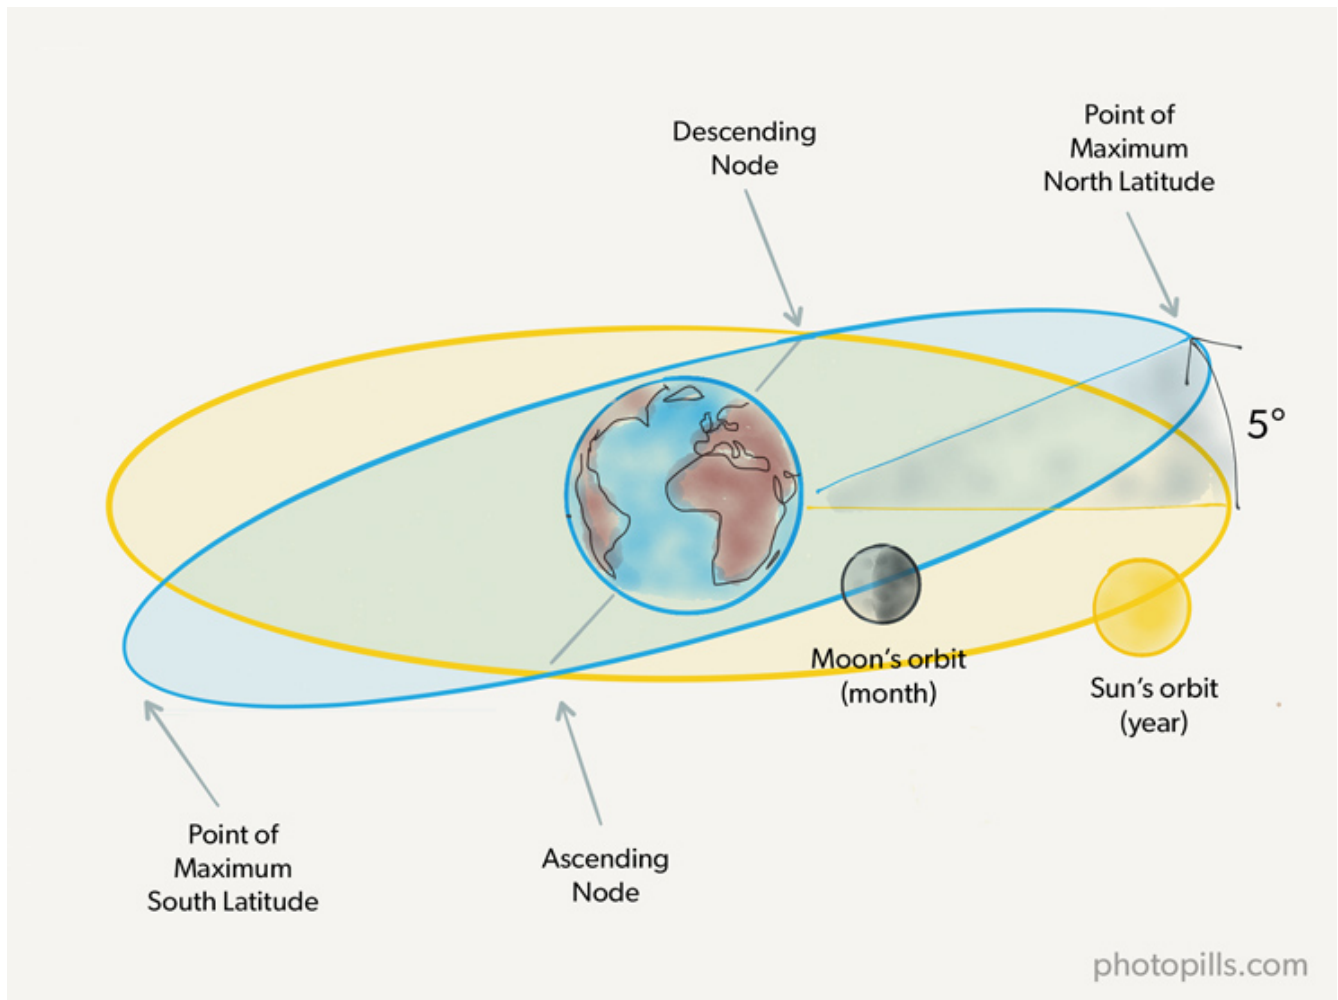 Descending
Node
Point of
Maximum
North Latitude
5°
Moon's orbit
(month)
Sun's orbit
(year)
Point of
Maximum
South Latitude
Ascending
Node
photopills.com